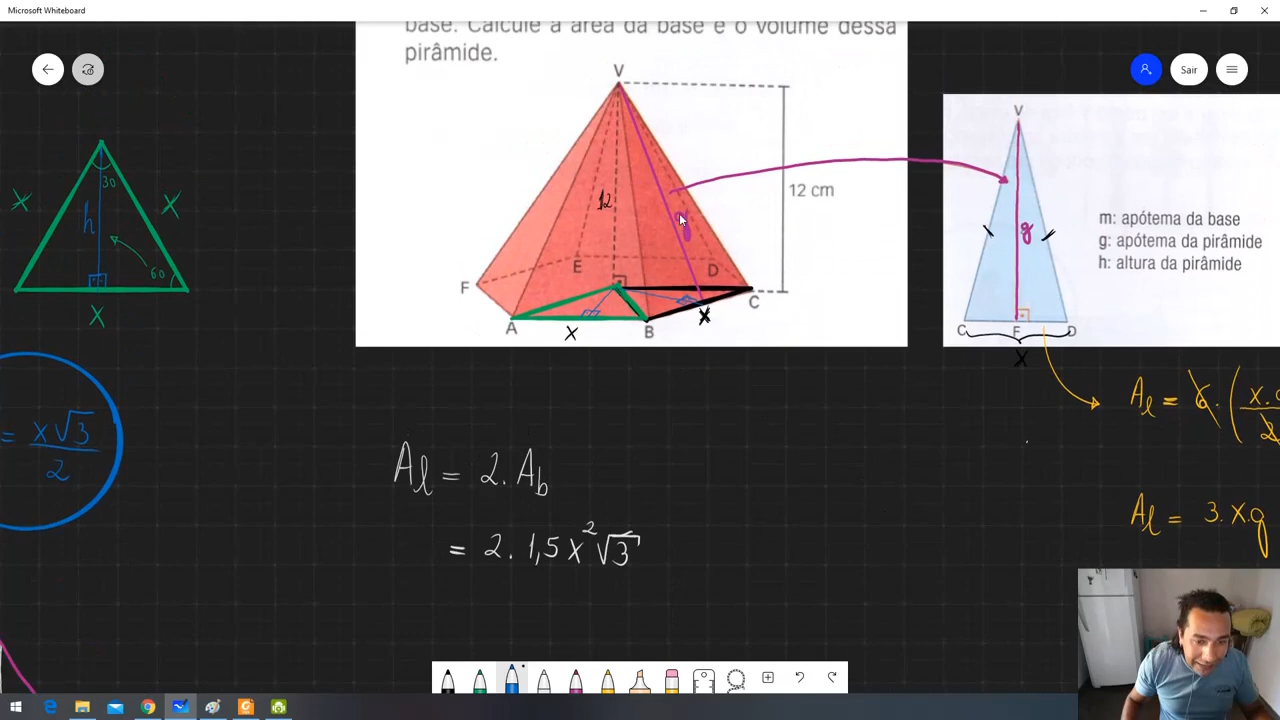 Microsoft Whiteboard
base. Calcule a área da base e o volume dessa
pirâmide.
Sair
V
12 cm
12
g
E
D
F
C
A
B
x
x
V
g
C
F
D
x
m: apótema da base
g: apótema da pirâmide
h: altura da pirâmide
30
x
h
x
60
x
= x√3
2
Al = 2. Ab
= 2. 1,5 x²√3
Al = 6. (x.g
2
Al = 3. x. g